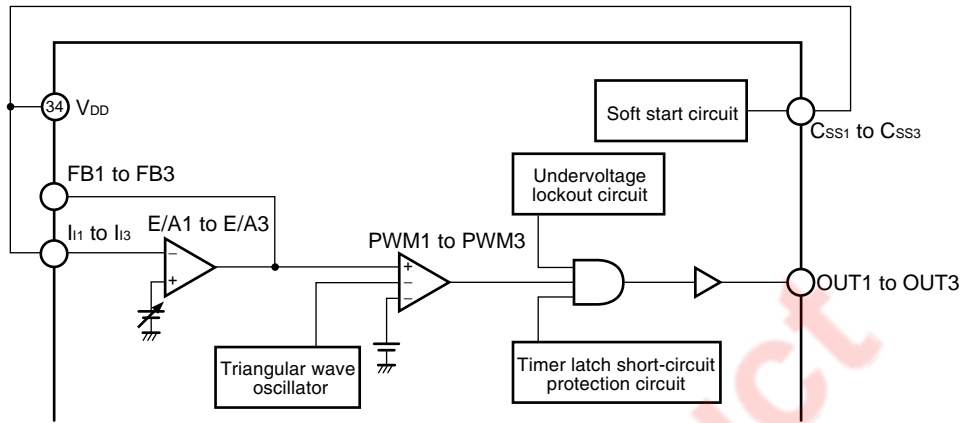 34 VDD
Soft start circuit
CSS1 to CSS3
FB1 to FB3
Undervoltage
lockout circuit
II1 to II3
E/A1 to E/A3
PWM1 to PWM3
−
+
+
−
−
OUT1 to OUT3
Triangular wave
oscillator
Timer latch short-circuit
protection circuit
uct